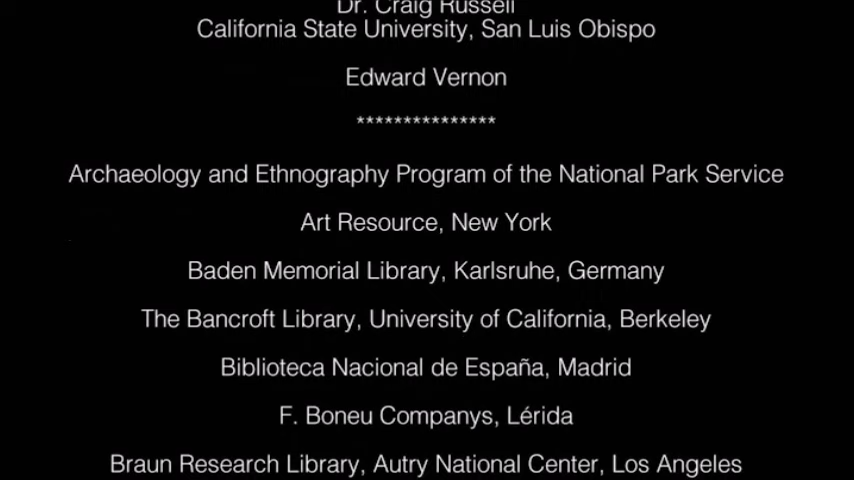 Dr. Craig Russell
California State University, San Luis Obispo
Edward Vernon
***************
Archaeology and Ethnography Program of the National Park Service
Art Resource, New York
Baden Memorial Library, Karlsruhe, Germany
The Bancroft Library, University of California, Berkeley
Biblioteca Nacional de España, Madrid
F. Boneu Companys, Lérida
Braun Research Library, Autry National Center, Los Angeles